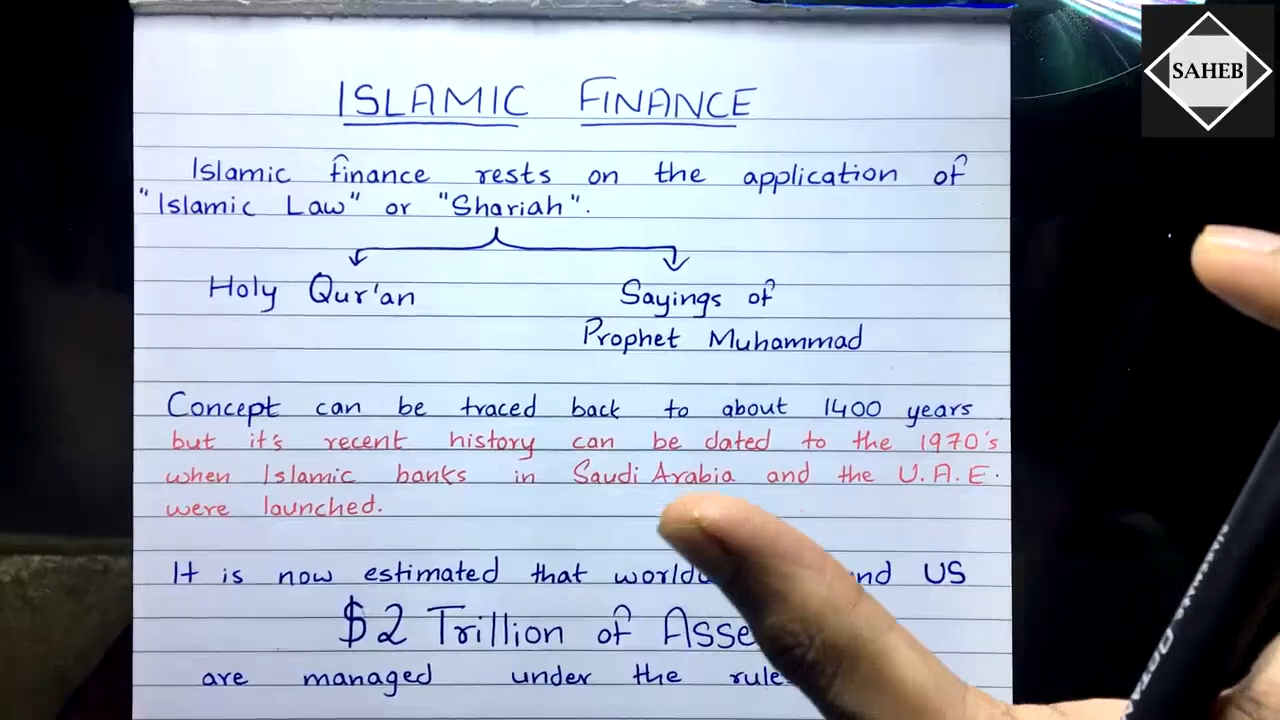 SAHEB
ISLAMIC FINANCE
Islamic finance rests on the application of
"Islamic Law" or "Shariah".
Holy Qur'an
Sayings of
Prophet Muhammad
Concept can be traced back to about 1400 years
but it's recent history can be dated to the 1970's
when Islamic banks in Saudi Arabia and the U.A.E.
were launched.
It is now estimated that US
$2 Trillion of
are managed under the